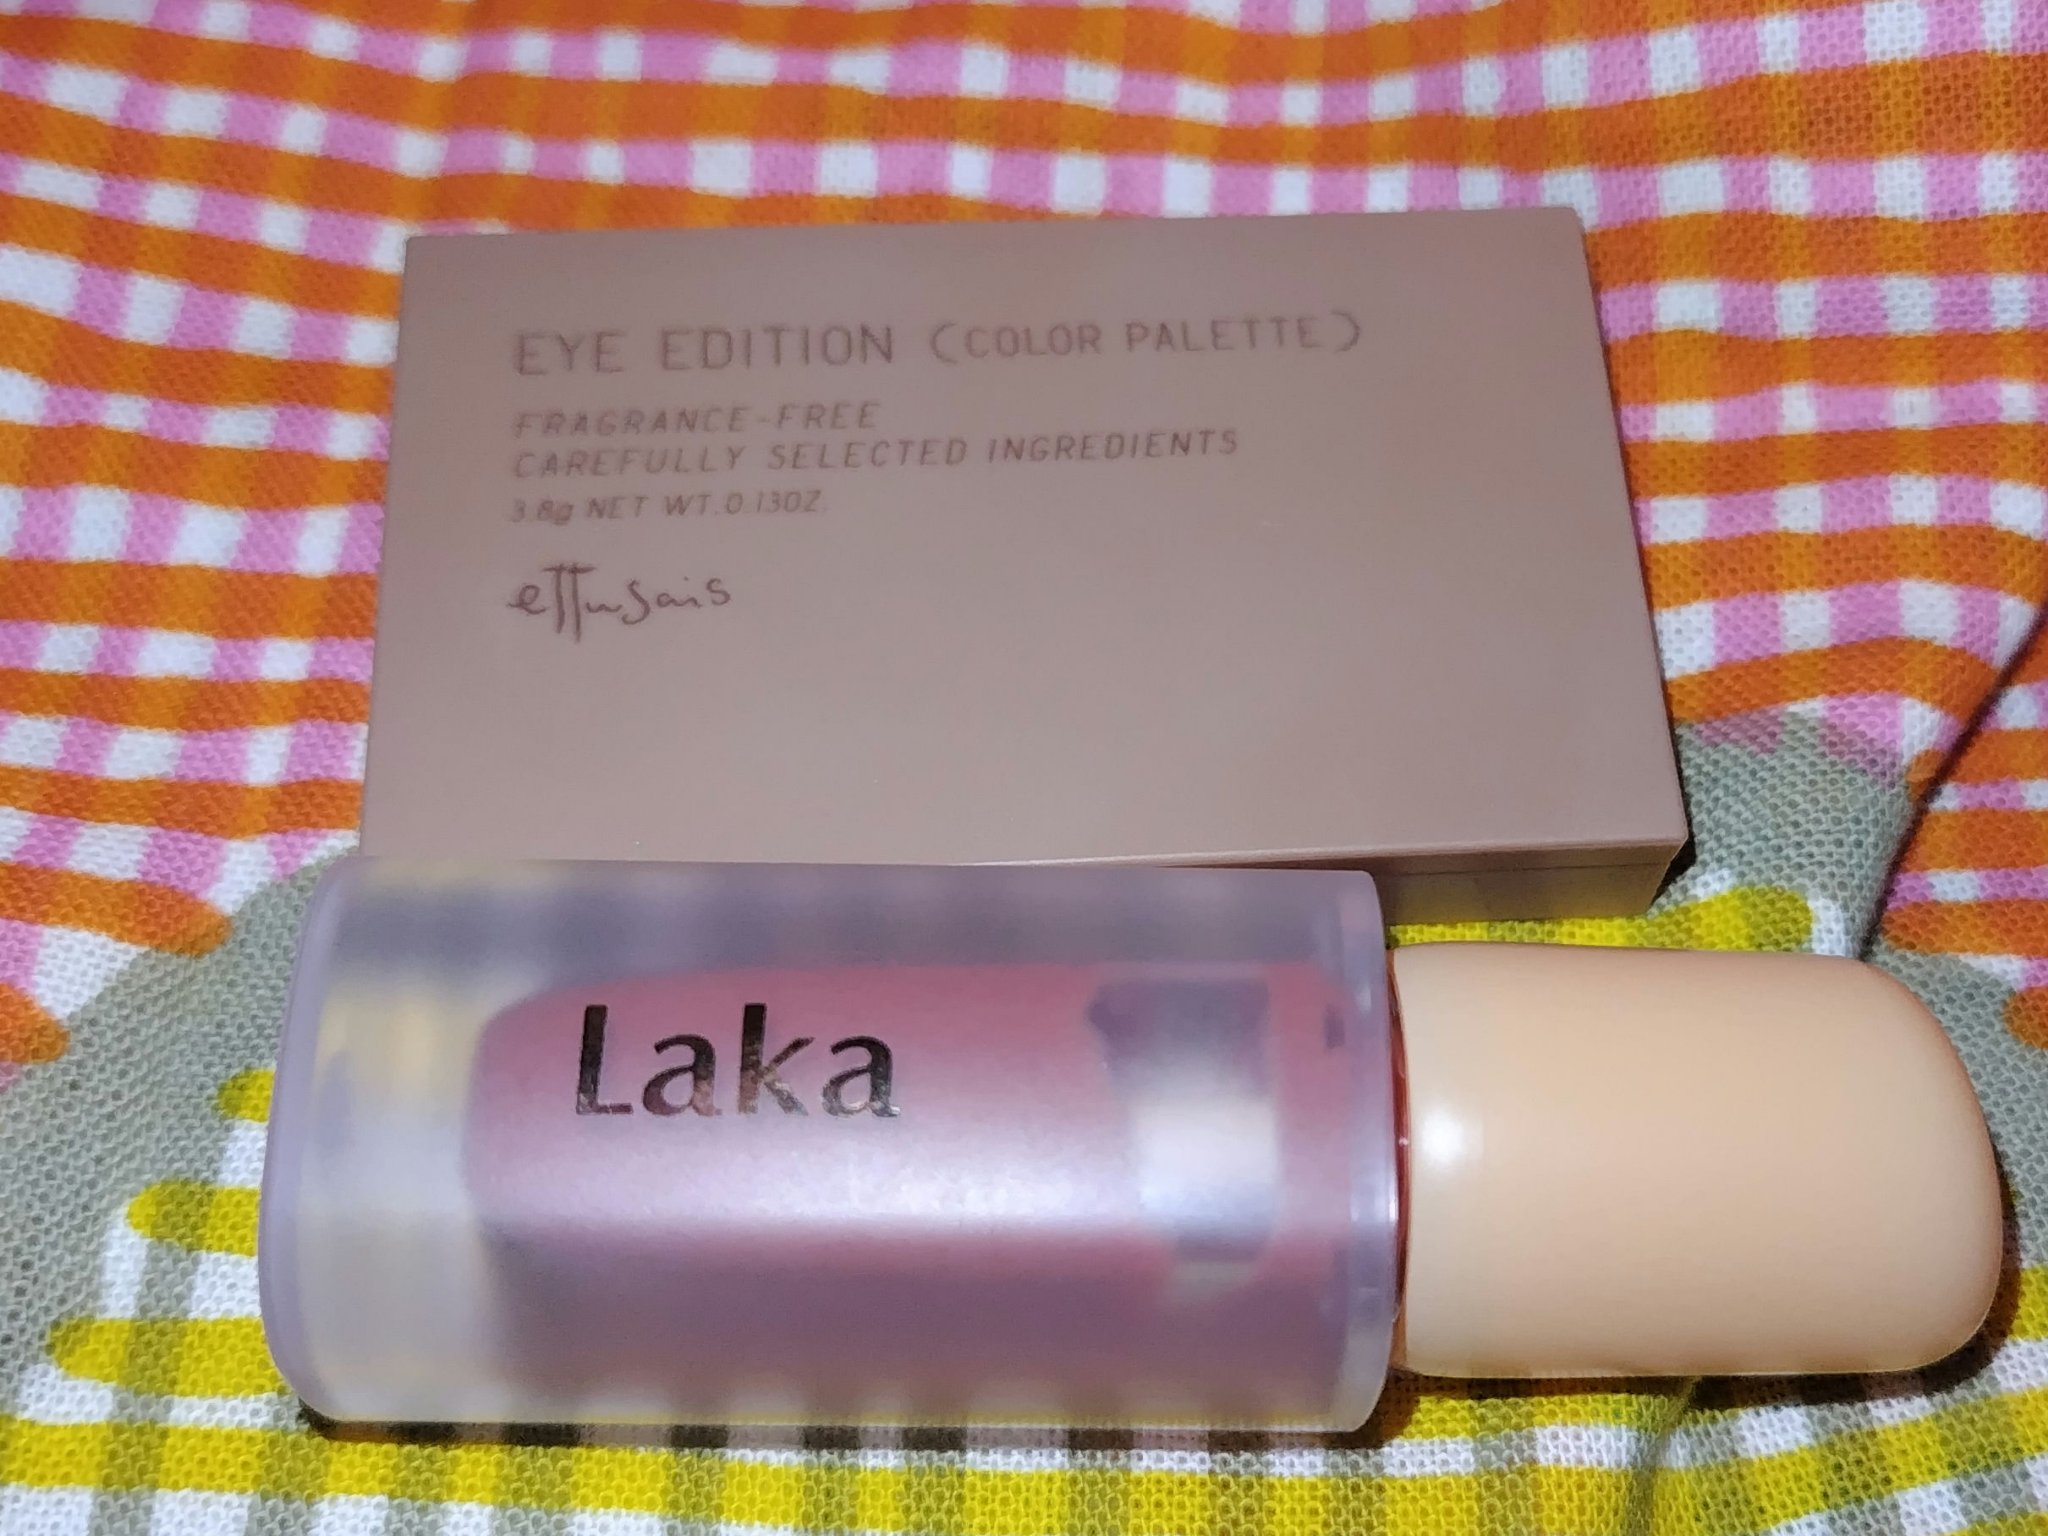 EYE EDITION (COLOR PALETTE)
FRAGRANCE-FREE
CAREFULLY SELECTED INGREDIENTS
3.8g NET WT.0.13OZ.
ettusais
Laka